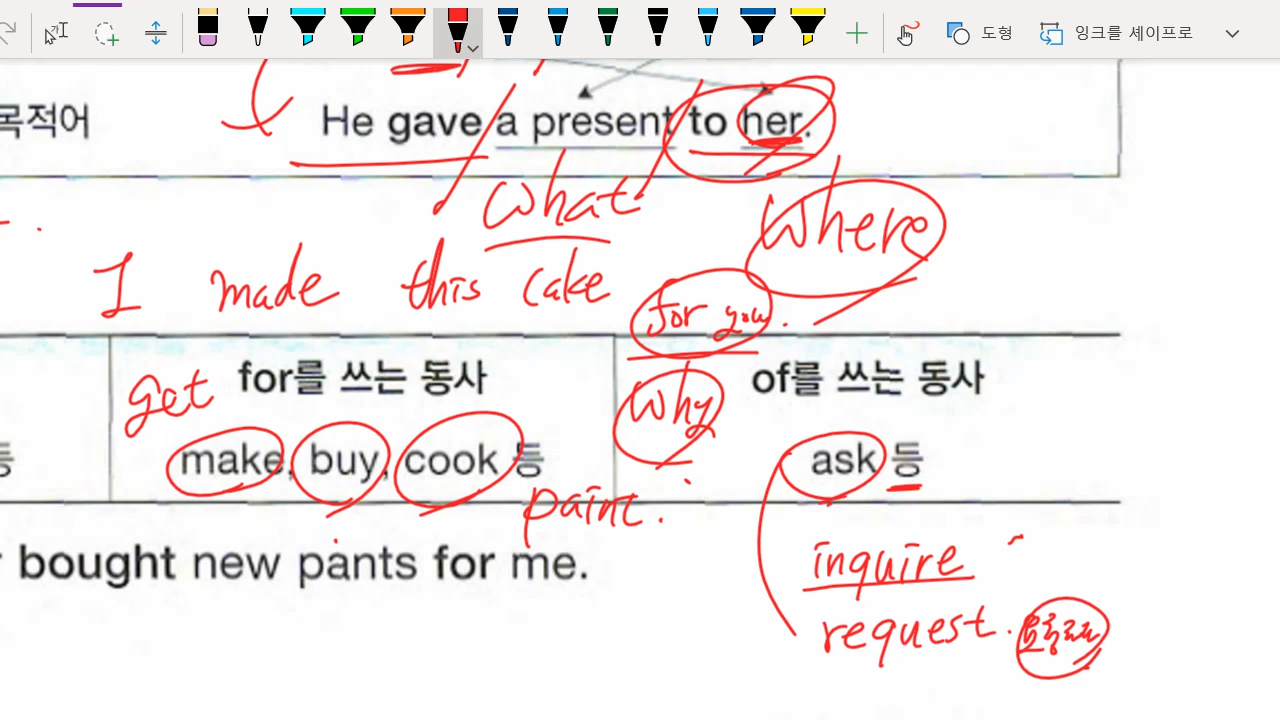 도형 잉크를 셰이프로
목적어 He gave a present to her.
what where
I made this cake for you.
get for를 쓰는 동사 why of를 쓰는 동사
등 make, buy, cook 등 ask 등
paint.
bought new pants for me. inquire
request.